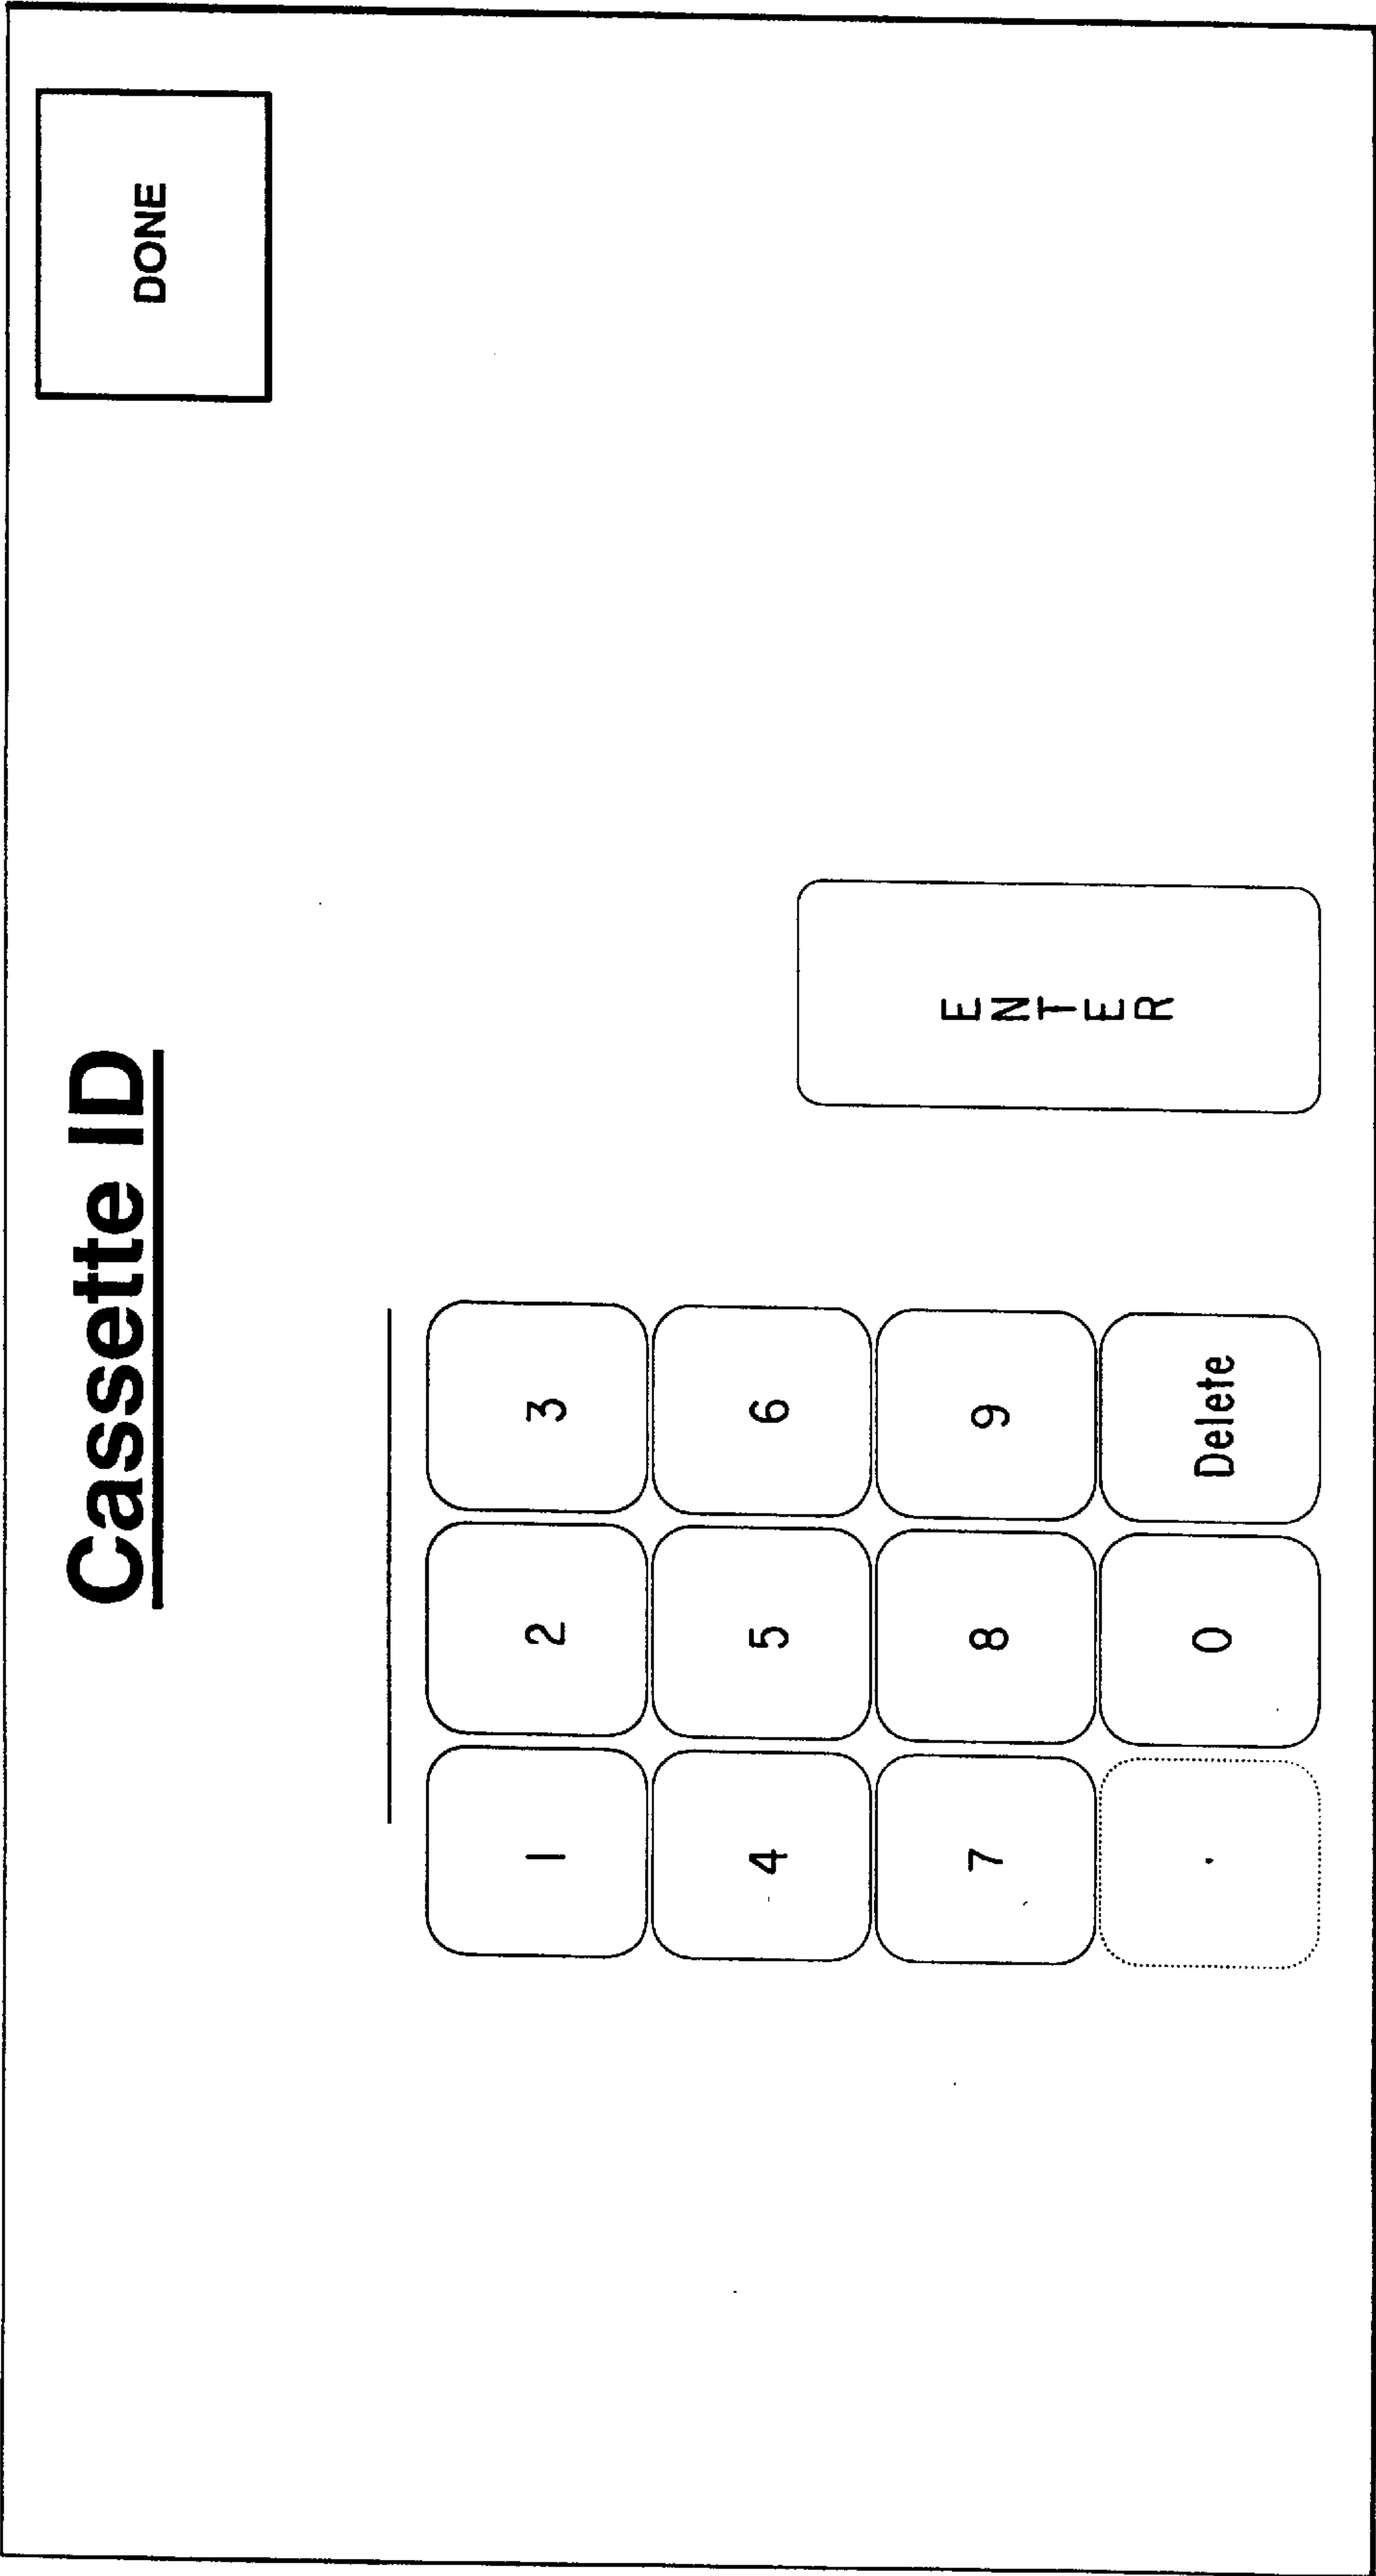 DONE
Cassette ID
1 2 3
4 5 6
7 8 9
. 0 Delete
ENTER